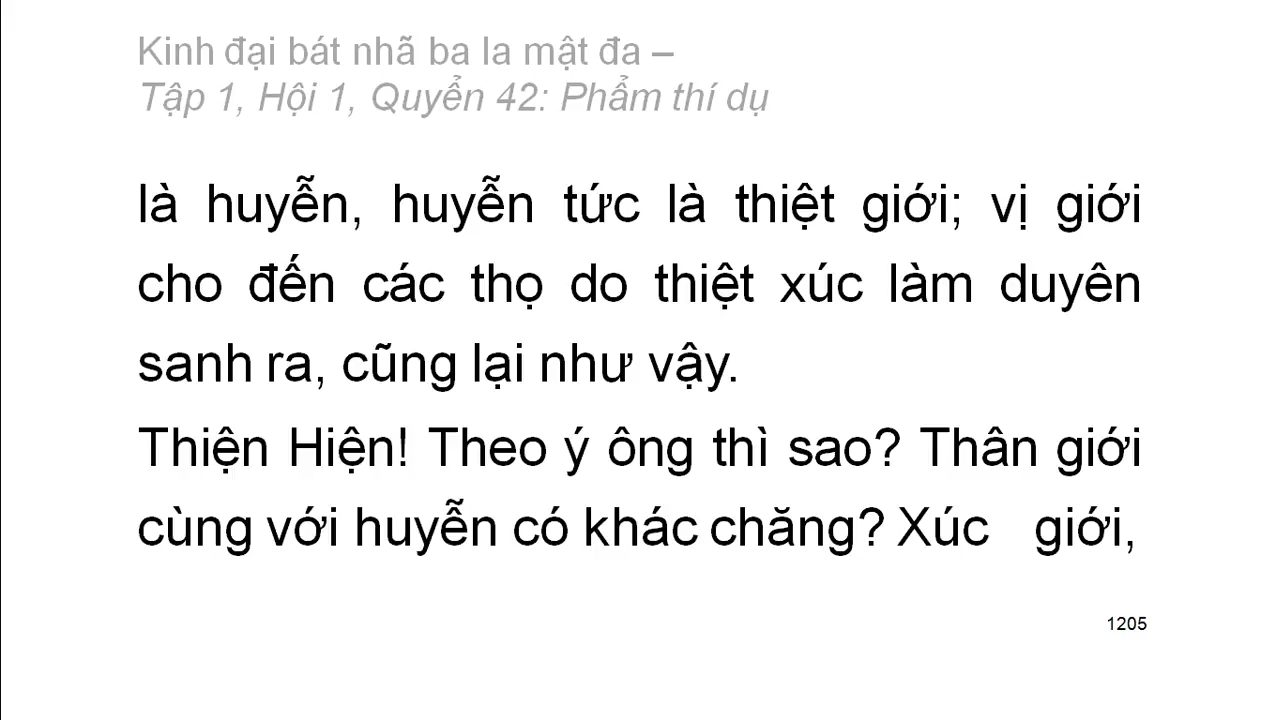 Kinh đại bát nhã ba la mật đa –
Tập 1, Hội 1, Quyển 42: Phẩm thí dụ
là huyễn, huyễn tức là thiệt giới; vị giới
cho đến các thọ do thiệt xúc làm duyên
sanh ra, cũng lại như vậy.
Thiện Hiện! Theo ý ông thì sao? Thân giới
cùng với huyễn có khác chăng? Xúc giới,
1205